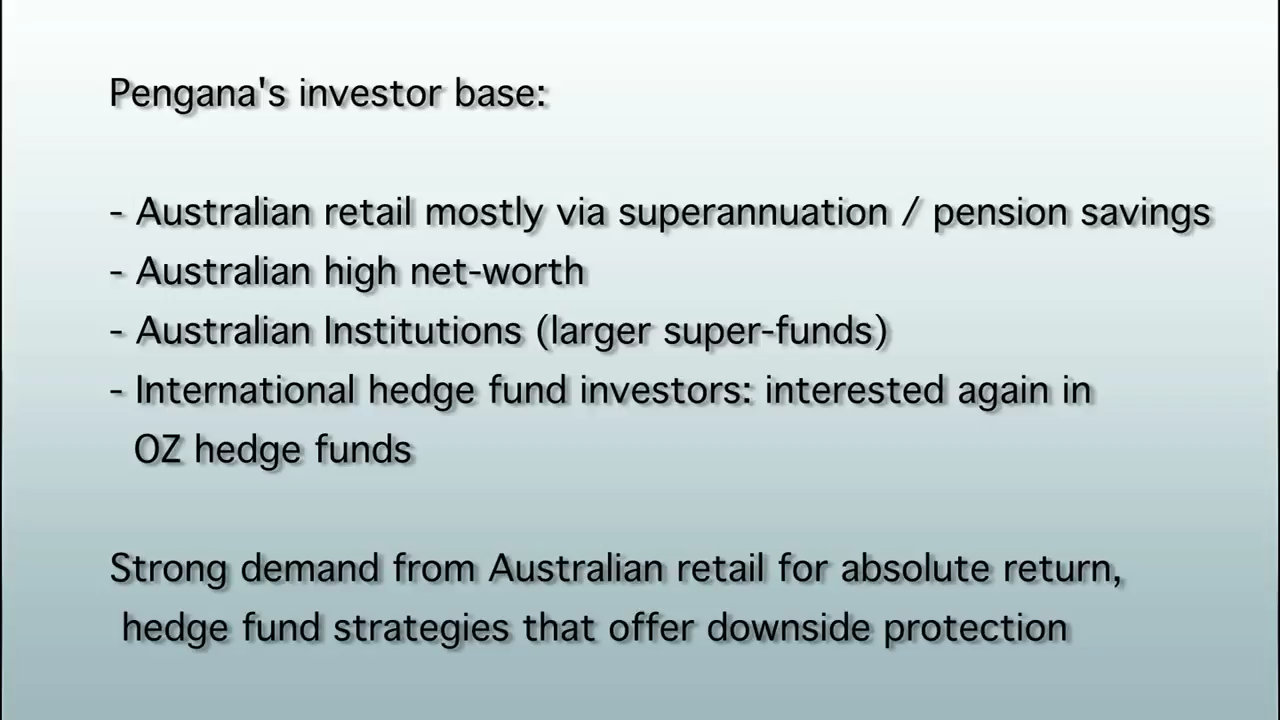 Pengana's investor base:
- Australian retail mostly via superannuation / pension savings
- Australian high net-worth
- Australian Institutions (larger super-funds)
- International hedge fund investors: interested again in
OZ hedge funds
Strong demand from Australian retail for absolute return,
hedge fund strategies that offer downside protection